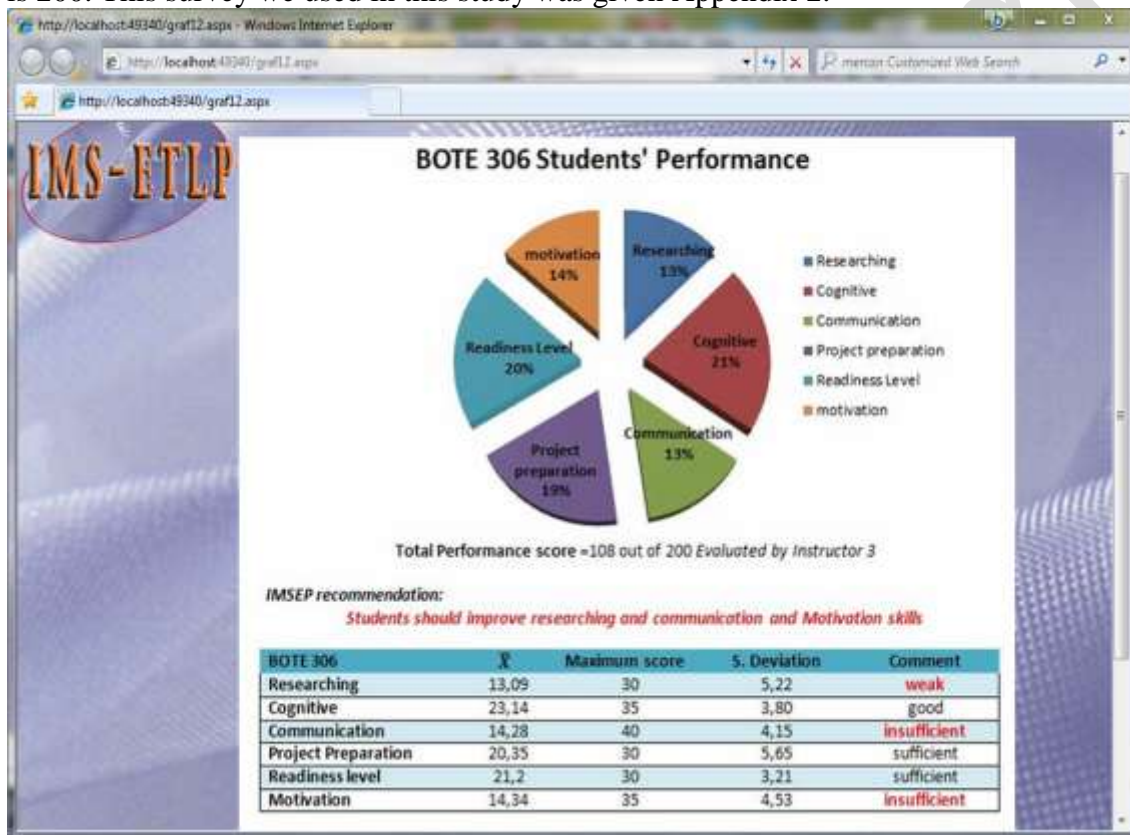 is 200. This survey we used in this study was given Appendix 2.
http://localhost:49340/graf12.aspx - Windows Internet Explorer
http://localhost:49340/graf12.aspx
mercan Customized Web Search
http://localhost:49340/graf12.aspx
IMS-ETLP
BOTE 306 Students' Performance
motivation
14%
Researching
13%
Cognitive
21%
Communication
13%
Project
preparation
19%
Readiness Level
20%
Researching
Cognitive
Communication
Project preparation
Readiness Level
motivation
Total Performance score =108 out of 200 Evaluated by Instructor 3
IMSEP recommendation:
Students should improve researching and communication and Motivation skills
BOTE 306 X̄ Maximum score S. Deviation Comment
Researching 13,09 30 5,22 weak
Cognitive 23,14 35 3,80 good
Communication 14,28 40 4,15 insufficient
Project Preparation 20,35 30 5,65 sufficient
Readiness level 21,2 30 3,21 sufficient
Motivation 14,34 35 4,53 insufficient